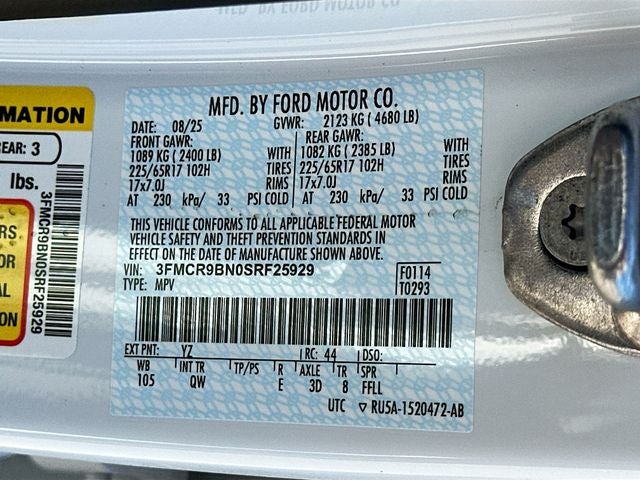 MFD. BY FORD MOTOR CO.
DATE: 08/25 GVWR: 2123 KG ( 4680 LB)
FRONT GAWR: REAR GAWR:
1089 KG ( 2400 LB) WITH 1082 KG ( 2385 LB) WITH
225/65R17 102H TIRES 225/65R17 102H TIRES
17x7.0J RIMS 17x7.0J RIMS
AT 230 kPa/ 33 PSI COLD AT 230 kPa/ 33 PSI COLD
THIS VEHICLE CONFORMS TO ALL APPLICABLE FEDERAL MOTOR
VEHICLE SAFETY AND THEFT PREVENTION STANDARDS IN
EFFECT ON THE DATE OF MANUFACTURE SHOWN ABOVE.
VIN: 3FMCR9BN0SRF25929 F0114
TYPE: MPV T0293
EXT PNT: YZ RC: 44 DSO:
WB INT TR TP/PS R AXLE TR SPR
105 QW E 3D 8 FFLL
UTC ▽ RU5A-1520472-AB
MATION
REAR: 3
lbs.
3FMCR9BN0SRF25929
RS
OR
AL
ION